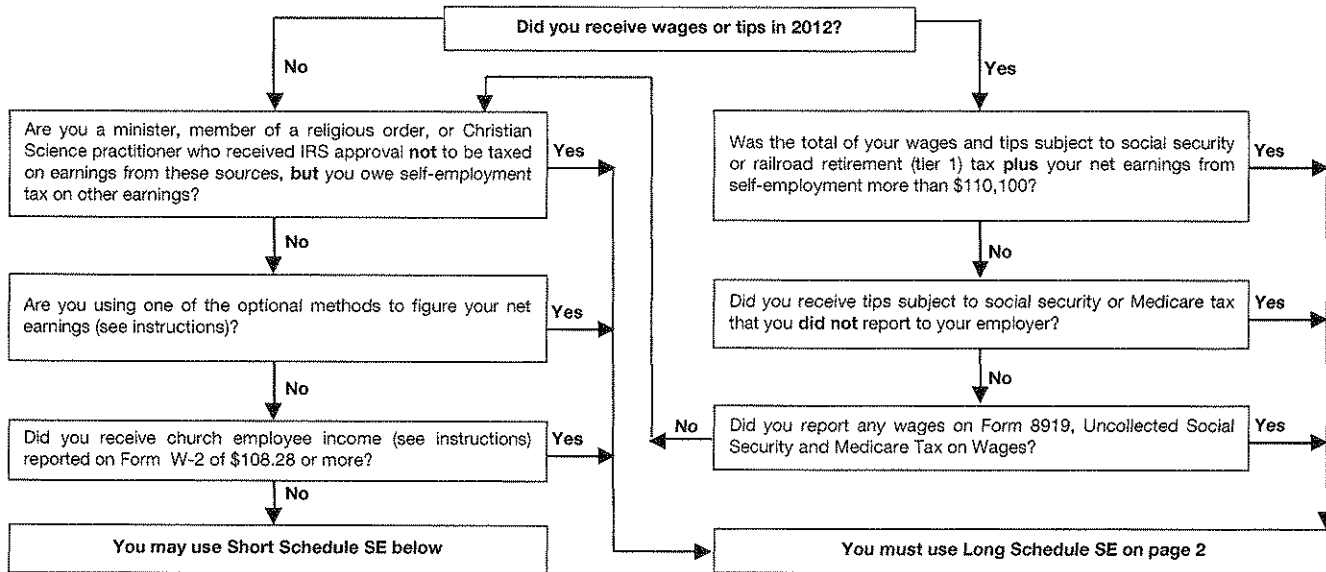 Did you receive wages or tips in 2012?
No
Yes
Are you a minister, member of a religious order, or Christian
Science practitioner who received IRS approval not to be taxed
on earnings from these sources, but you owe self-employment
tax on other earnings?
Yes
Was the total of your wages and tips subject to social security
or railroad retirement (tier 1) tax plus your net earnings from
self-employment more than $110,100?
Yes
No
No
Are you using one of the optional methods to figure your net
earnings (see instructions)?
Yes
Did you receive tips subject to social security or Medicare tax
that you did not report to your employer?
Yes
No
No
Did you receive church employee income (see instructions)
reported on Form W-2 of $108.28 or more?
Yes
No
Did you report any wages on Form 8919, Uncollected Social
Security and Medicare Tax on Wages?
Yes
No
You may use Short Schedule SE below
You must use Long Schedule SE on page 2